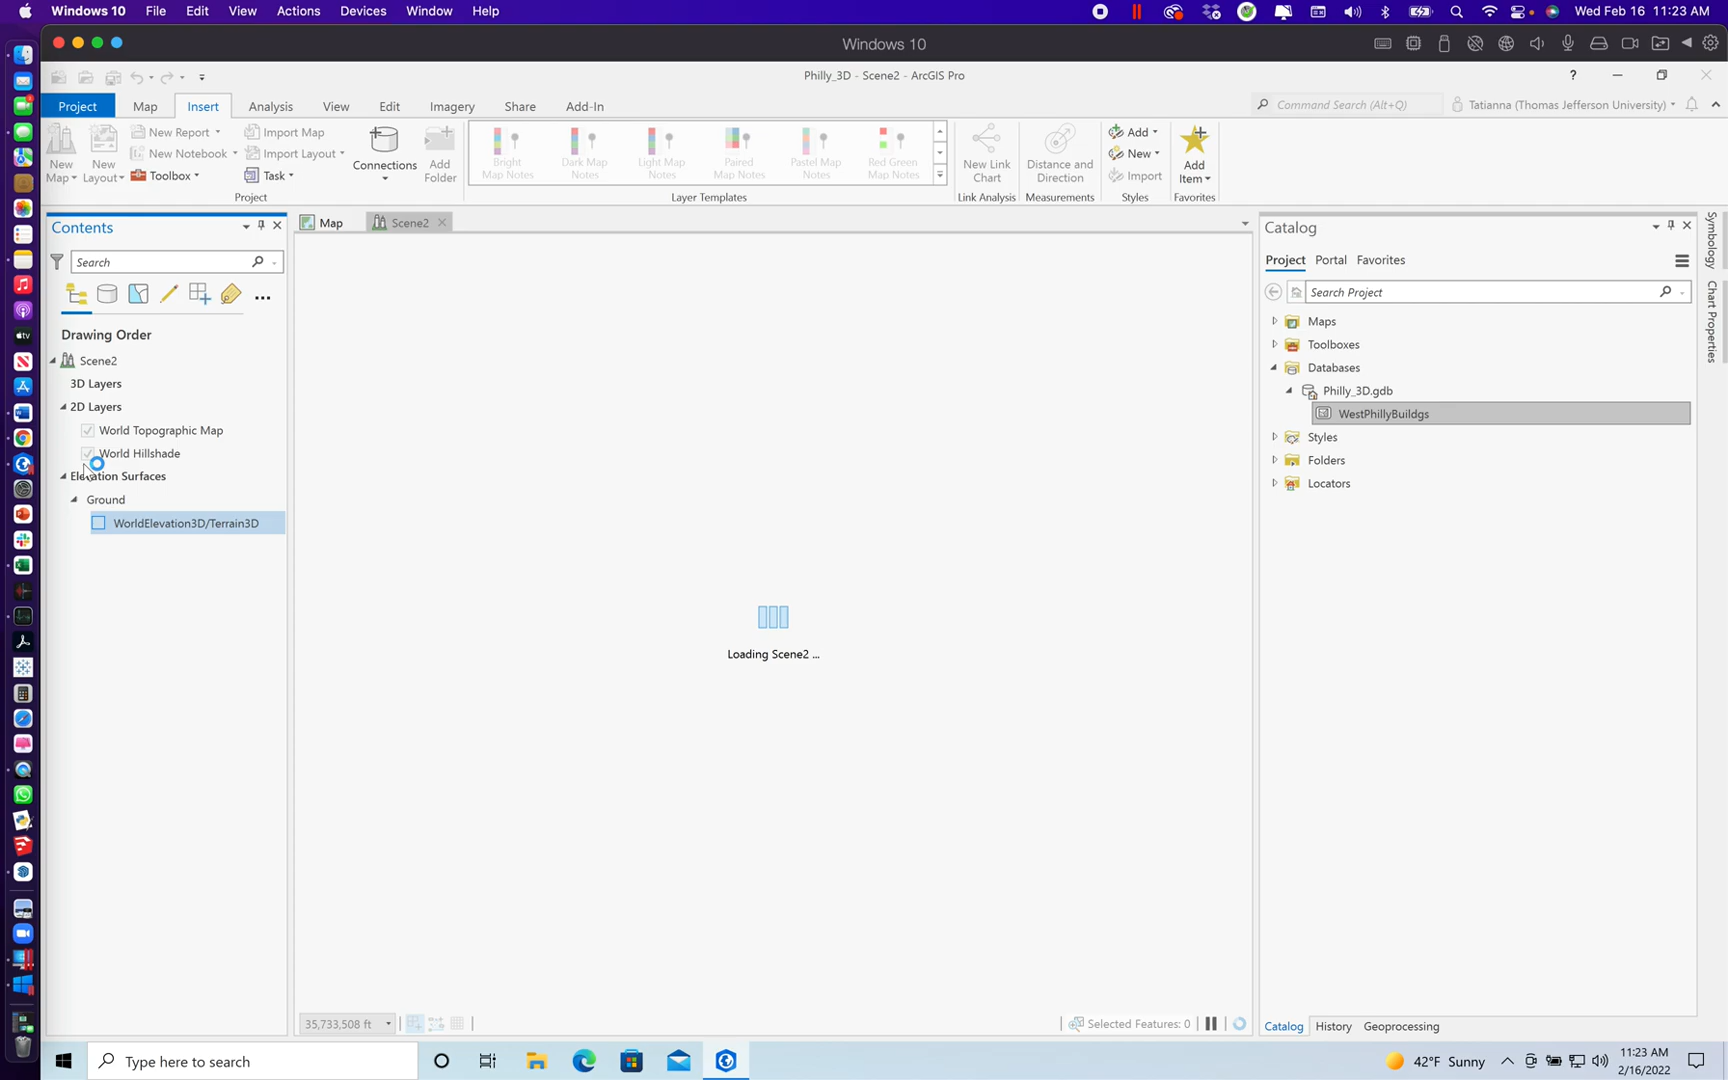 Windows 10 File Edit View Actions Devices Window Help Wed Feb 16 11:23 AM
Windows 10
Philly_3D - Scene2 - ArcGIS Pro ?
Project Map Insert Analysis View Edit Imagery Share Add-In Command Search (Alt+Q) Tatianna (Thomas Jefferson University)
New Map
New Layout
New Report
New Notebook
Toolbox
Import Map
Import Layout
Task
Project
Connections
Add Folder
Bright Map Notes
Dark Map Notes
Light Map Notes
Paired Map Notes
Pastel Map Notes
Red Green Map Notes
Layer Templates
New Link Chart
Link Analysis
Distance and Direction
Measurements
Add
New
Import
Styles
Add Item
Favorites
Contents
Search
Drawing Order
Scene2
3D Layers
2D Layers
World Topographic Map
World Hillshade
Elevation Surfaces
Ground
WorldElevation3D/Terrain3D
Map Scene2
Loading Scene2 ...
35,733,508 ft
Selected Features: 0
Catalog
Project Portal Favorites
Search Project
Maps
Toolboxes
Databases
Philly_3D.gdb
WestPhillyBuildgs
Styles
Folders
Locators
Catalog History Geoprocessing
Symbology
Chart Properties
Type here to search
42°F Sunny
11:23 AM
2/16/2022